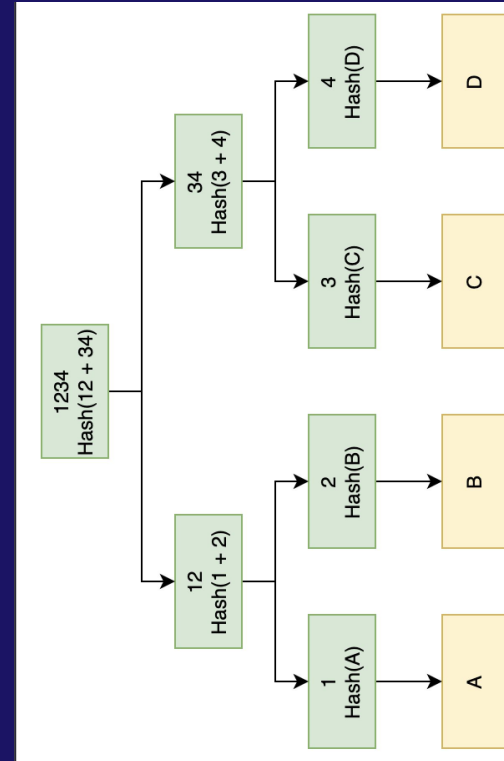 1234
Hash(12 + 34)
12
Hash(1 + 2)
34
Hash(3 + 4)
1
Hash(A)
2
Hash(B)
3
Hash(C)
4
Hash(D)
A
B
C
D